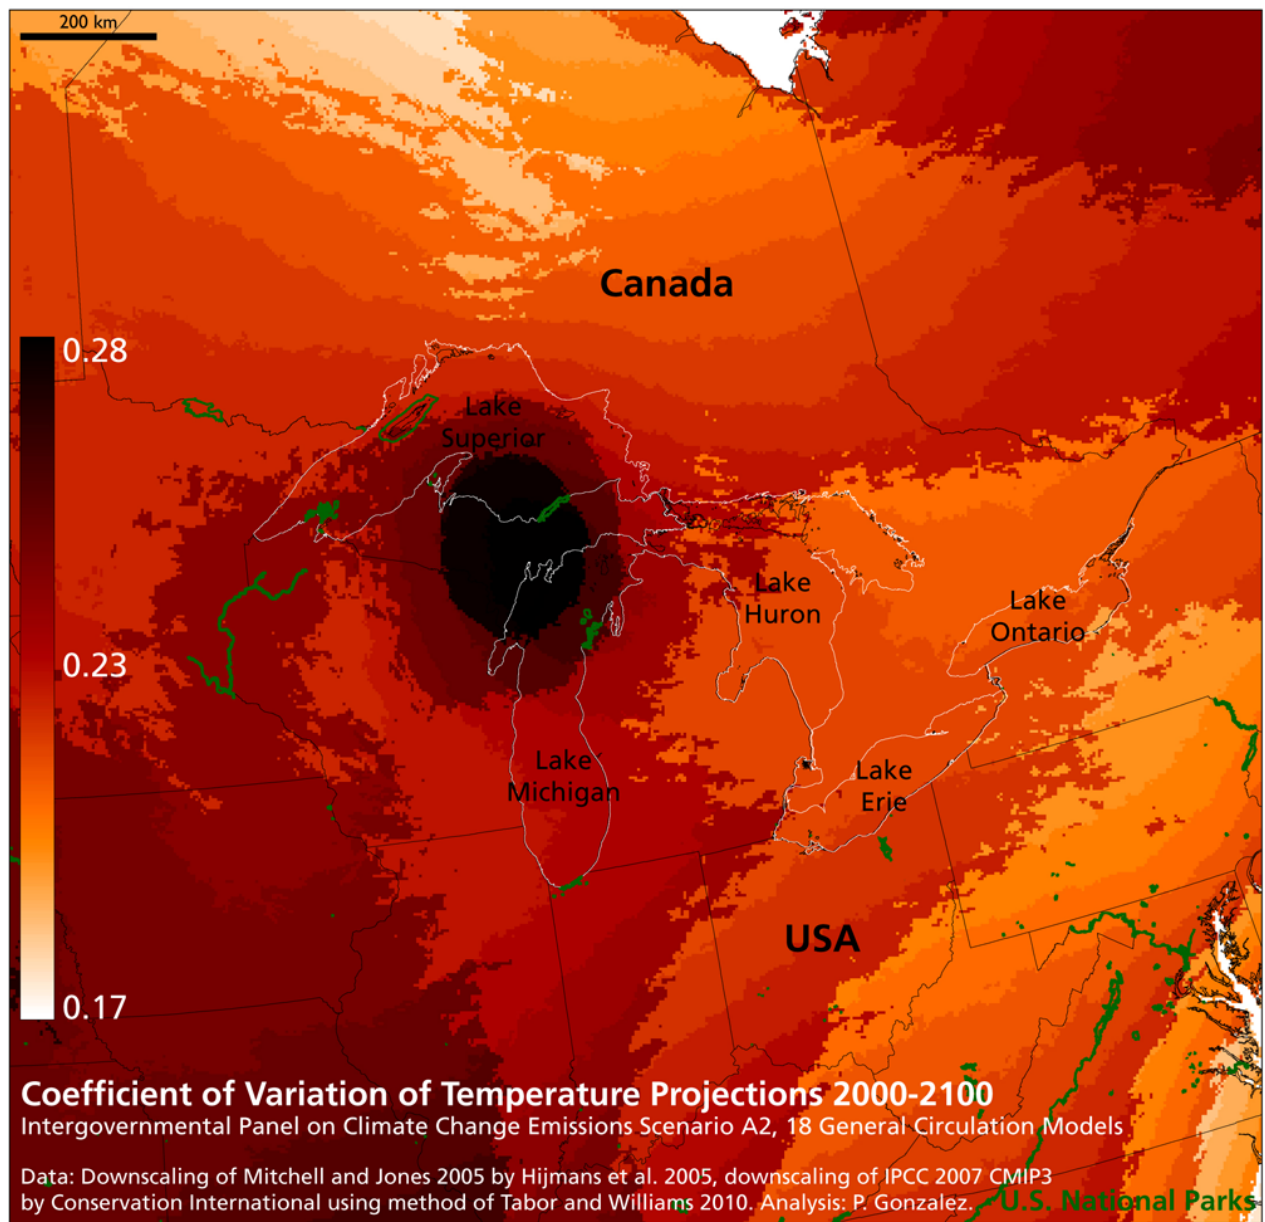 200 km
Canada
0.28
Lake
Superior
Lake
Huron
Lake
Ontario
0.23
Lake
Michigan
Lake
Erie
USA
0.17
Coefficient of Variation of Temperature Projections 2000-2100
Intergovernmental Panel on Climate Change Emissions Scenario A2, 18 General Circulation Models
Data: Downscaling of Mitchell and Jones 2005 by Hijmans et al. 2005, downscaling of IPCC 2007 CMIP3
by Conservation International using method of Tabor and Williams 2010. Analysis: P. Gonzalez.
U.S. National Parks